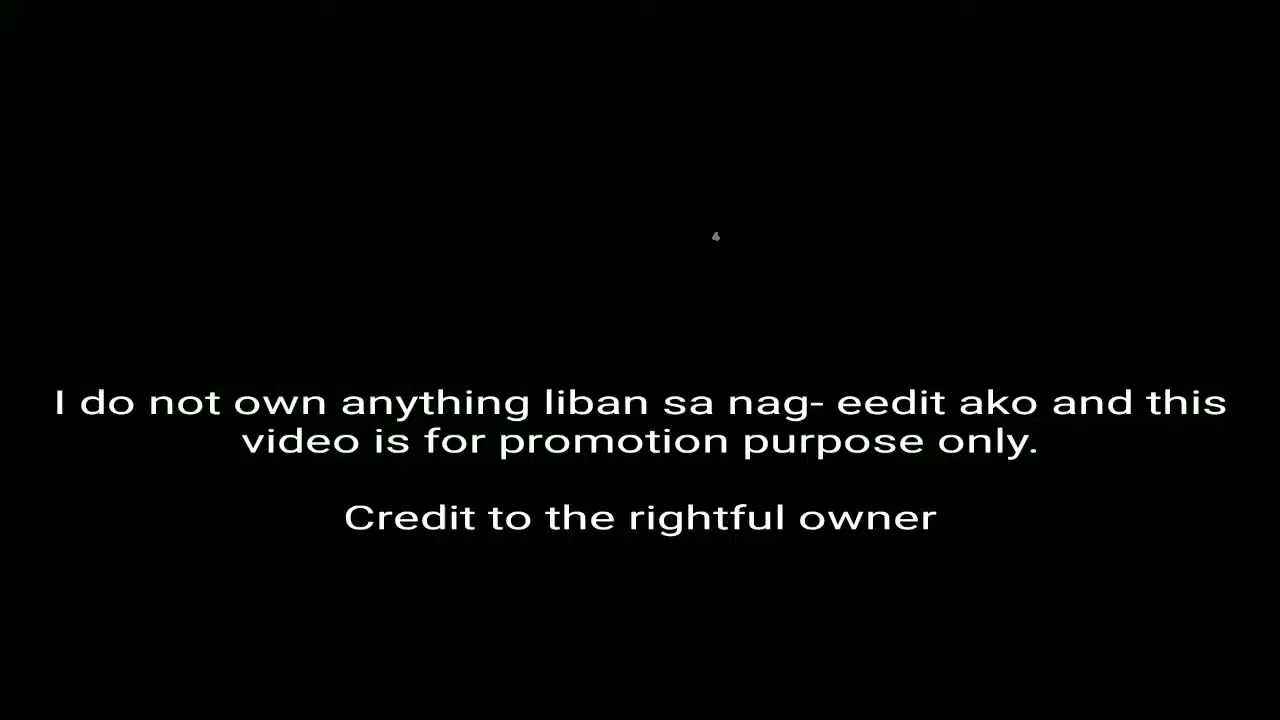 I do not own anything liban sa nag- eedit ako and this
video is for promotion purpose only.
Credit to the rightful owner